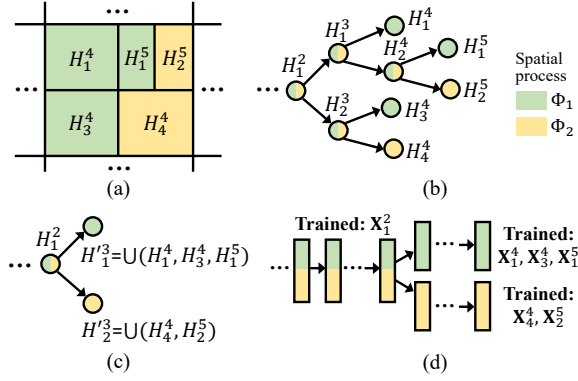 ...
H_1^4 H_1^5 H_2^5
... ...
H_3^4 H_4^4
...
(a)
H_1^2 H_1^3 H_1^4
H_2^4 H_1^5
H_2^5
H_2^3 H_3^4
H_4^4
(b)
Spatial
process
Φ_1
Φ_2
H_1^2
...
H'_1^3=∪(H_1^4, H_3^4, H_1^5)
H'_2^3=∪(H_4^4, H_2^5)
(c)
Trained: X_1^2
... ...
...
Trained:
X_1^4, X_3^4, X_1^5
Trained:
X_4^4, X_2^5
(d)